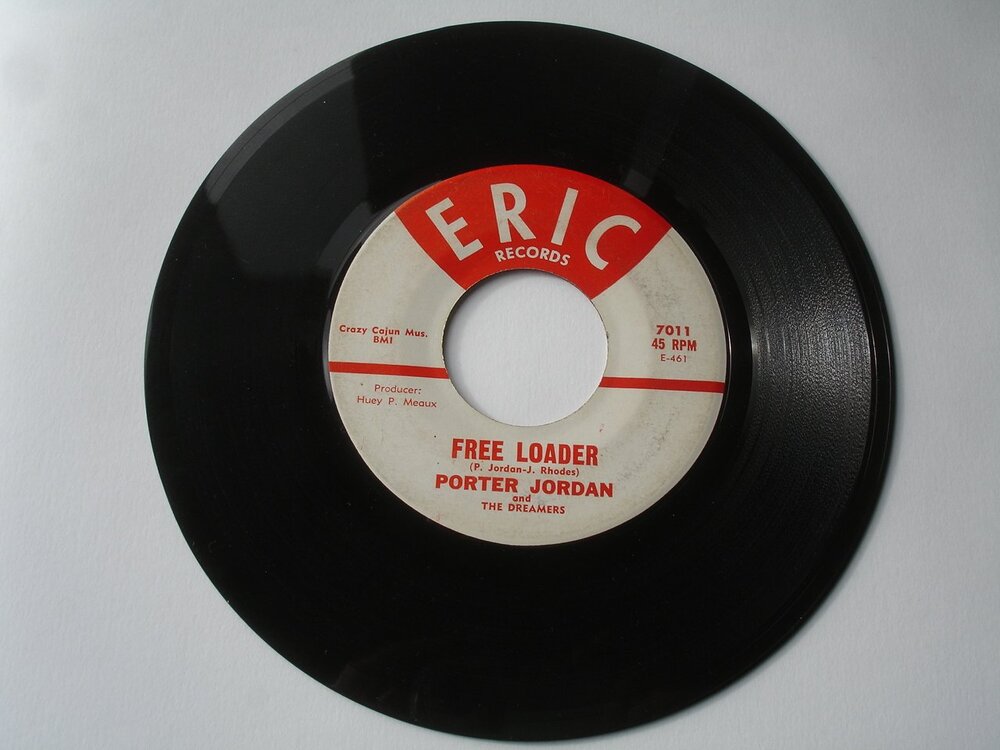 ERIC
RECORDS
Crazy Cajun Mus.
BMI
7011
45 RPM
E-461
Producer:
Huey P. Meaux
FREE LOADER
(P. Jordan-J. Rhodes)
PORTER JORDAN
and
THE DREAMERS